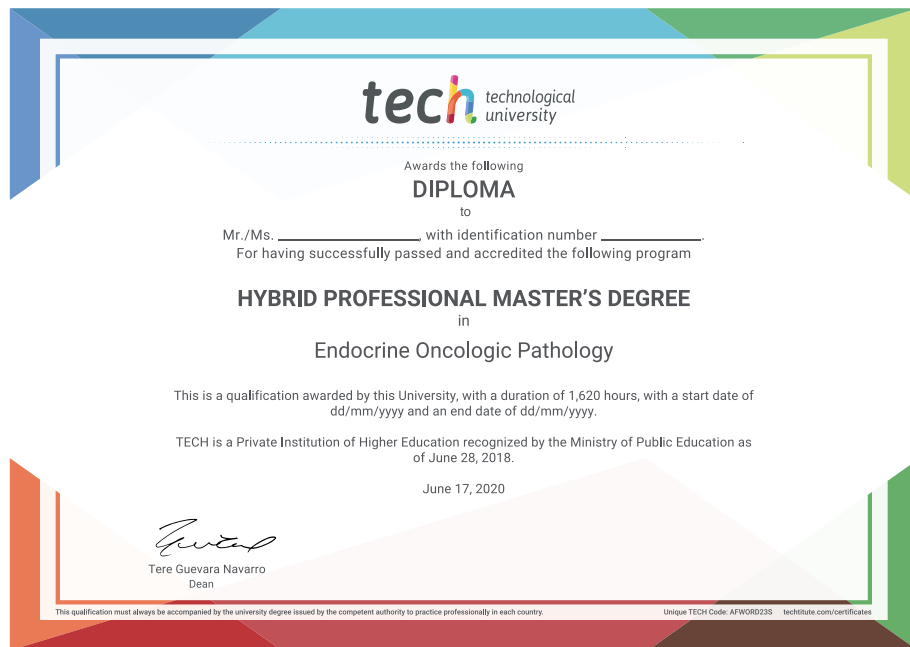 tech technological
university
Awards the following
DIPLOMA
to
Mr./Ms. ____________________, with identification number ______________.
For having successfully passed and accredited the following program
HYBRID PROFESSIONAL MASTER'S DEGREE
in
Endocrine Oncologic Pathology
This is a qualification awarded by this University, with a duration of 1,620 hours, with a start date of
dd/mm/yyyy and an end date of dd/mm/yyyy.
TECH is a Private Institution of Higher Education recognized by the Ministry of Public Education as
of June 28, 2018.
June 17, 2020
Tere Guevara Navarro
Dean
This qualification must always be accompanied by the university degree issued by the competent authority to practice professionally in each country.
Unique TECH Code: AFWORD23S techtitute.com/certificates